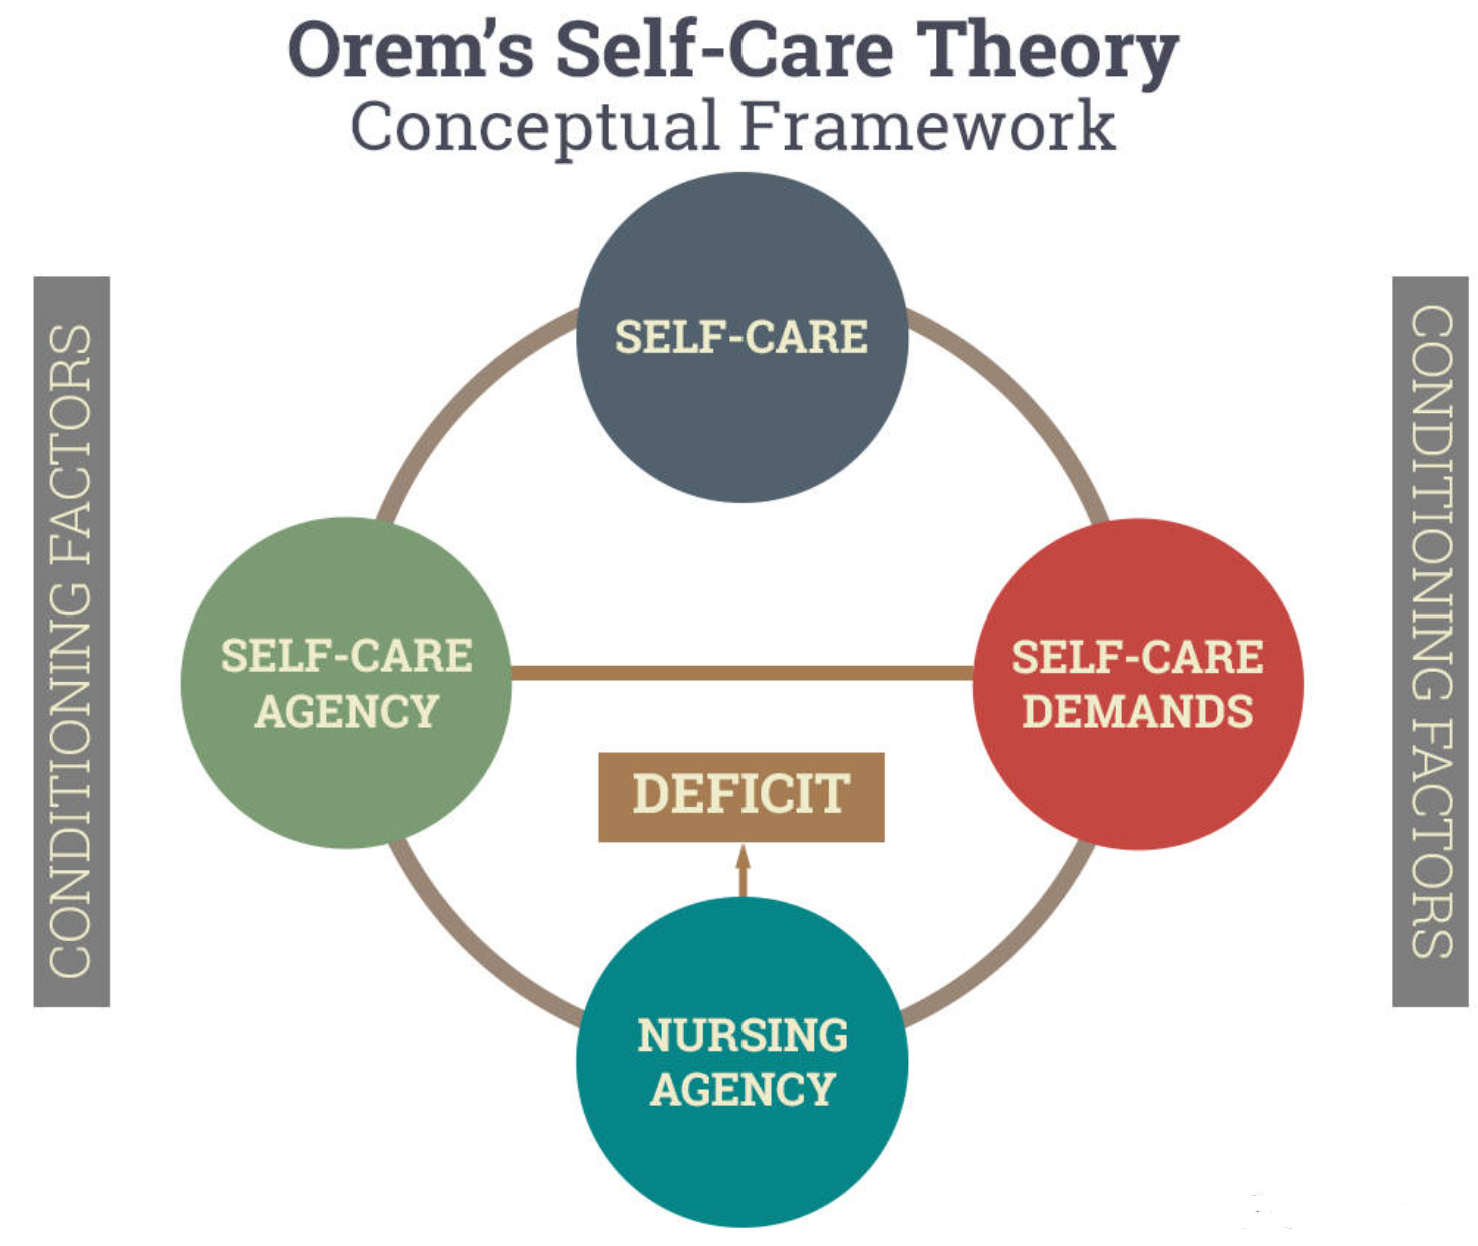 Orem’s Self-Care Theory
Conceptual Framework
SELF-CARE
CONDITIONING FACTORS
CONDITIONING FACTORS
SELF-CARE
AGENCY
SELF-CARE
DEMANDS
DEFICIT
NURSING
AGENCY